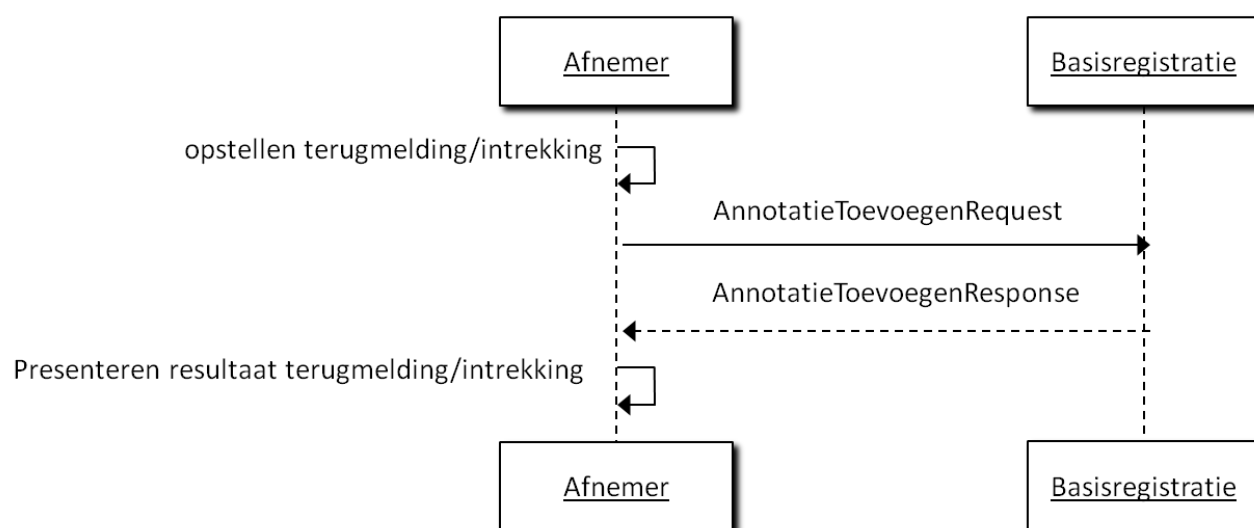 Afnemer
Basisregistratie
opstellen terugmelding/intrekking
AnnotatieToevoegenRequest
AnnotatieToevoegenResponse
Presenteren resultaat terugmelding/intrekking
Afnemer
Basisregistratie